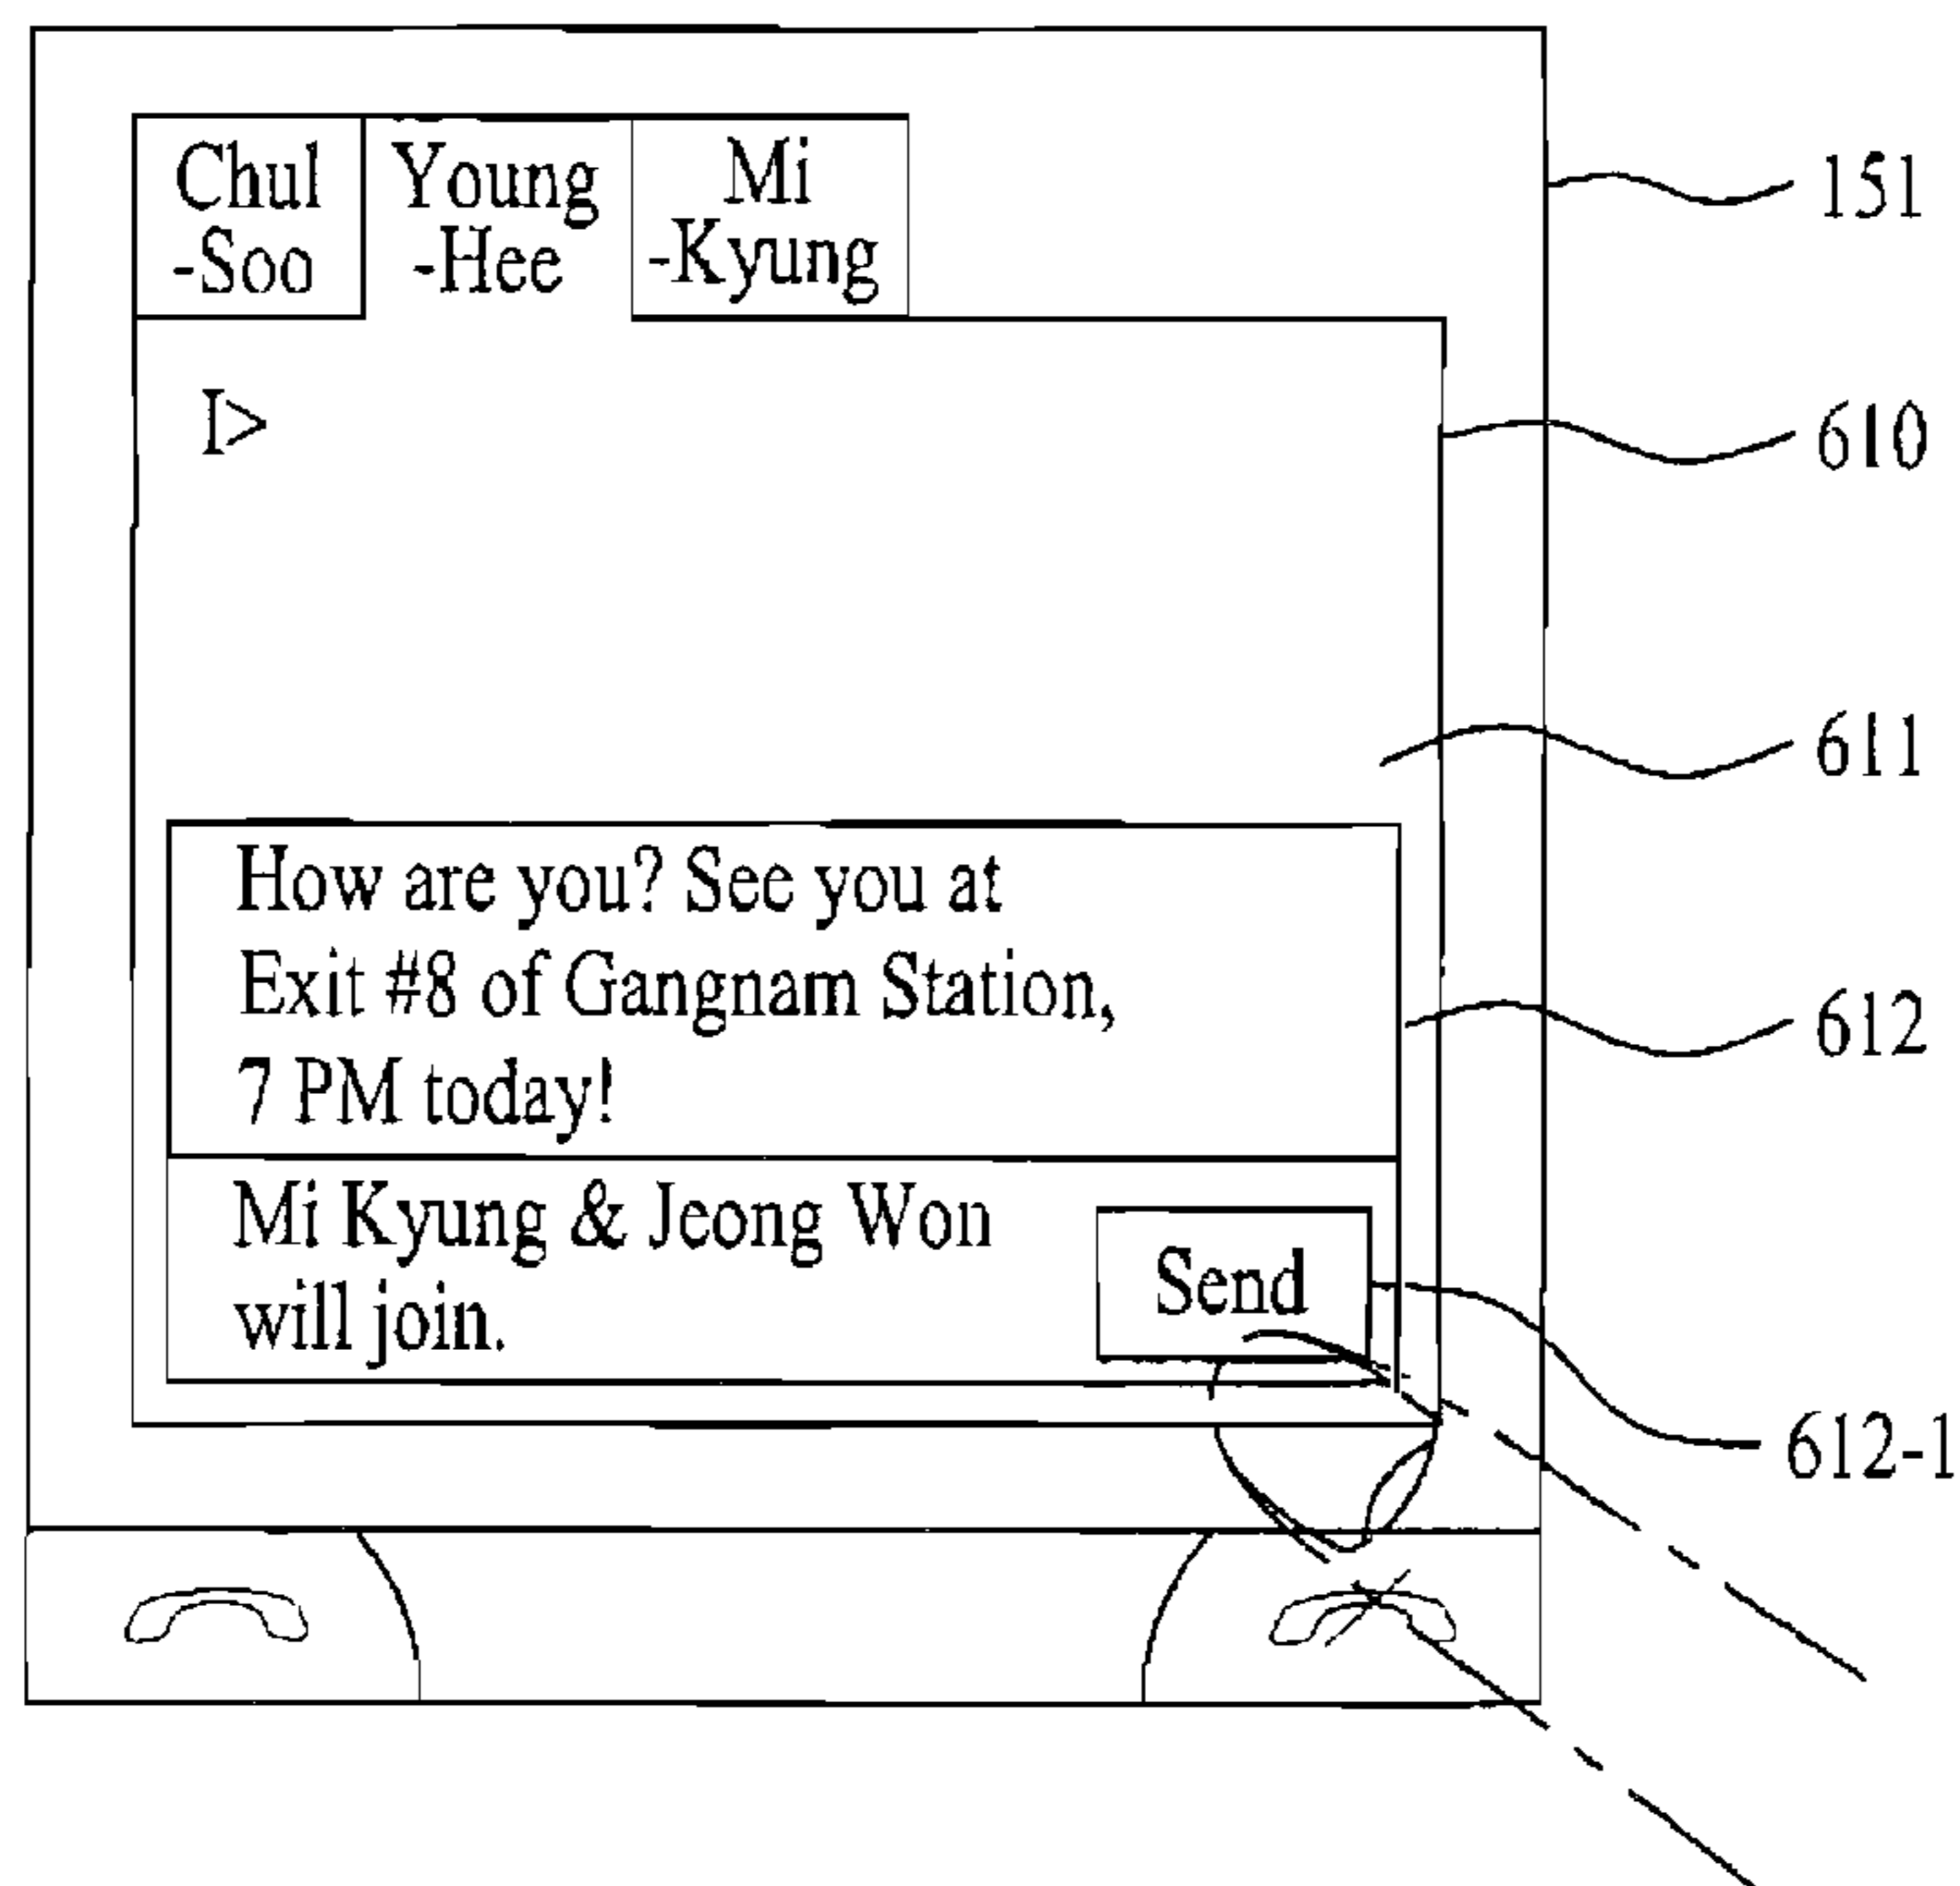 Chul
-Soo
Young
-Hee
Mi
-Kyung
I>
How are you? See you at
Exit #8 of Gangnam Station,
7 PM today!
Mi Kyung & Jeong Won
will join.
Send
151
610
611
612
612-1